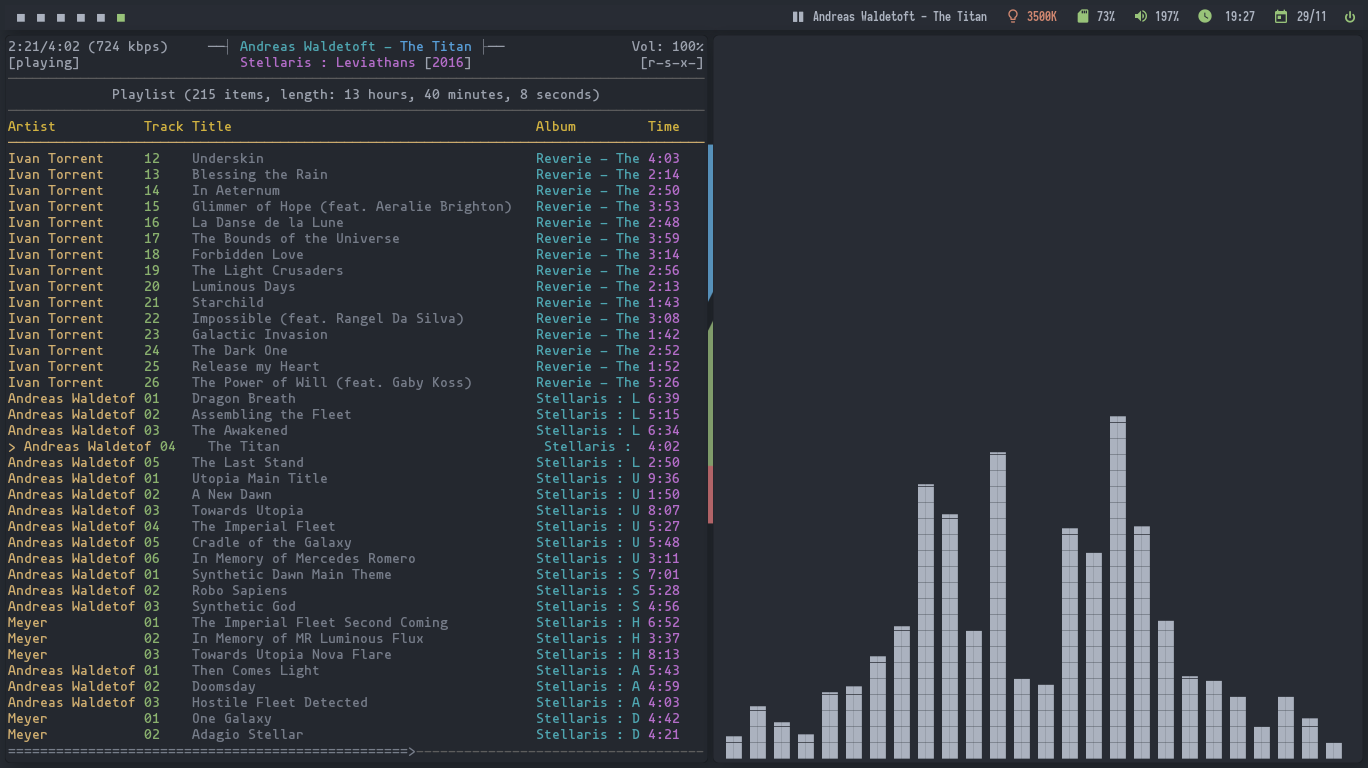 Andreas Waldetoft - The Titan 3500K 73% 197% 19:27 29/11
2:21/4:02 (724 kbps) ──┤ Andreas Waldetoft - The Titan ├── Vol: 100%
[playing] Stellaris : Leviathans [2016] [r-s-x-]
Playlist (215 items, length: 13 hours, 40 minutes, 8 seconds)
Artist Track Title Album Time
Ivan Torrent 12 Underskin Reverie - The 4:03
Ivan Torrent 13 Blessing the Rain Reverie - The 2:14
Ivan Torrent 14 In Aeternum Reverie - The 2:50
Ivan Torrent 15 Glimmer of Hope (feat. Aeralie Brighton) Reverie - The 3:53
Ivan Torrent 16 La Danse de la Lune Reverie - The 2:48
Ivan Torrent 17 The Bounds of the Universe Reverie - The 3:59
Ivan Torrent 18 Forbidden Love Reverie - The 3:14
Ivan Torrent 19 The Light Crusaders Reverie - The 2:56
Ivan Torrent 20 Luminous Days Reverie - The 2:13
Ivan Torrent 21 Starchild Reverie - The 1:43
Ivan Torrent 22 Impossible (feat. Rangel Da Silva) Reverie - The 3:08
Ivan Torrent 23 Galactic Invasion Reverie - The 1:42
Ivan Torrent 24 The Dark One Reverie - The 2:52
Ivan Torrent 25 Release my Heart Reverie - The 1:52
Ivan Torrent 26 The Power of Will (feat. Gaby Koss) Reverie - The 5:26
Andreas Waldetof 01 Dragon Breath Stellaris : L 6:39
Andreas Waldetof 02 Assembling the Fleet Stellaris : L 5:15
Andreas Waldetof 03 The Awakened Stellaris : L 6:34
> Andreas Waldetof 04 The Titan Stellaris : 4:02
Andreas Waldetof 05 The Last Stand Stellaris : L 2:50
Andreas Waldetof 01 Utopia Main Title Stellaris : U 9:36
Andreas Waldetof 02 A New Dawn Stellaris : U 1:50
Andreas Waldetof 03 Towards Utopia Stellaris : U 8:07
Andreas Waldetof 04 The Imperial Fleet Stellaris : U 5:27
Andreas Waldetof 05 Cradle of the Galaxy Stellaris : U 5:48
Andreas Waldetof 06 In Memory of Mercedes Romero Stellaris : U 3:11
Andreas Waldetof 01 Synthetic Dawn Main Theme Stellaris : S 7:01
Andreas Waldetof 02 Robo Sapiens Stellaris : S 5:28
Andreas Waldetof 03 Synthetic God Stellaris : S 4:56
Meyer 01 The Imperial Fleet Second Coming Stellaris : H 6:52
Meyer 02 In Memory of MR Luminous Flux Stellaris : H 3:37
Meyer 03 Towards Utopia Nova Flare Stellaris : H 8:13
Andreas Waldetof 01 Then Comes Light Stellaris : A 5:43
Andreas Waldetof 02 Doomsday Stellaris : A 4:59
Andreas Waldetof 03 Hostile Fleet Detected Stellaris : A 4:03
Meyer 01 One Galaxy Stellaris : D 4:42
Meyer 02 Adagio Stellar Stellaris : D 4:21